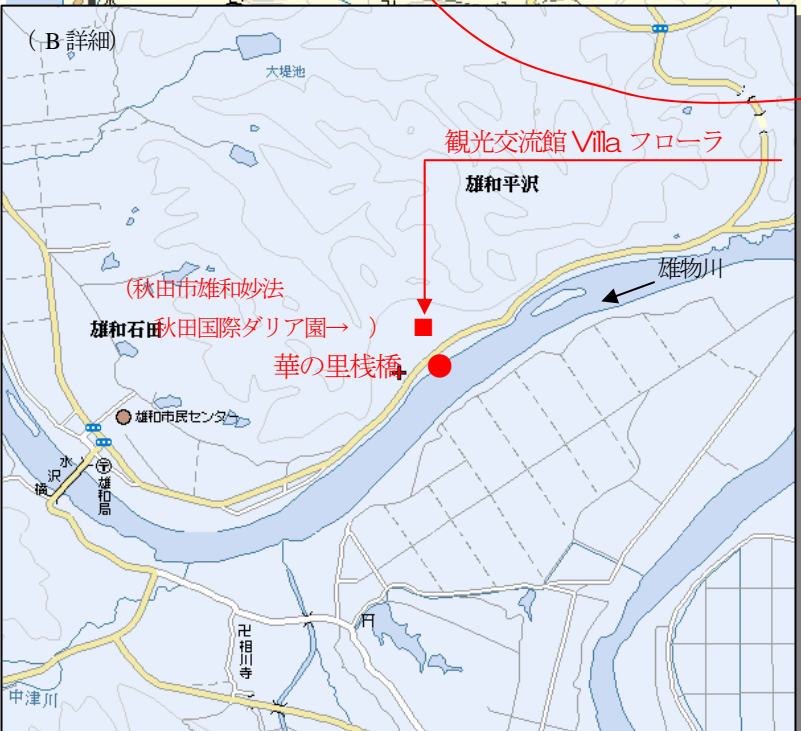 ( B 詳細)
大堤池
観光交流館 Villa フローラ
雄和平沢
雄物川
(秋田市雄和妙法
雄和石田
秋田国際ダリア園→ )
華の里桟橋
雄和市民センター
水沢橋
雄和局
卍相川寺
中津川